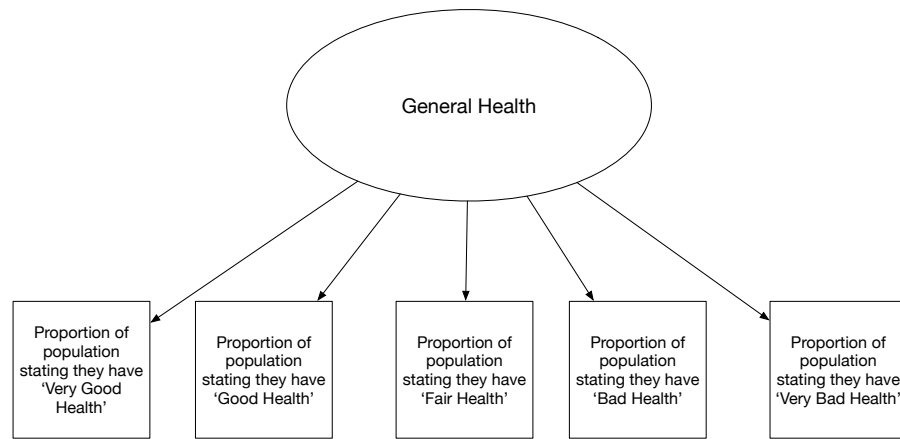 General Health
Proportion of
population
stating they have
‘Very Good
Health’
Proportion of
population
stating they have
‘Good Health’
Proportion of
population
stating they have
‘Fair Health’
Proportion of
population
stating they have
‘Bad Health’
Proportion of
population
stating they have
‘Very Bad Health’